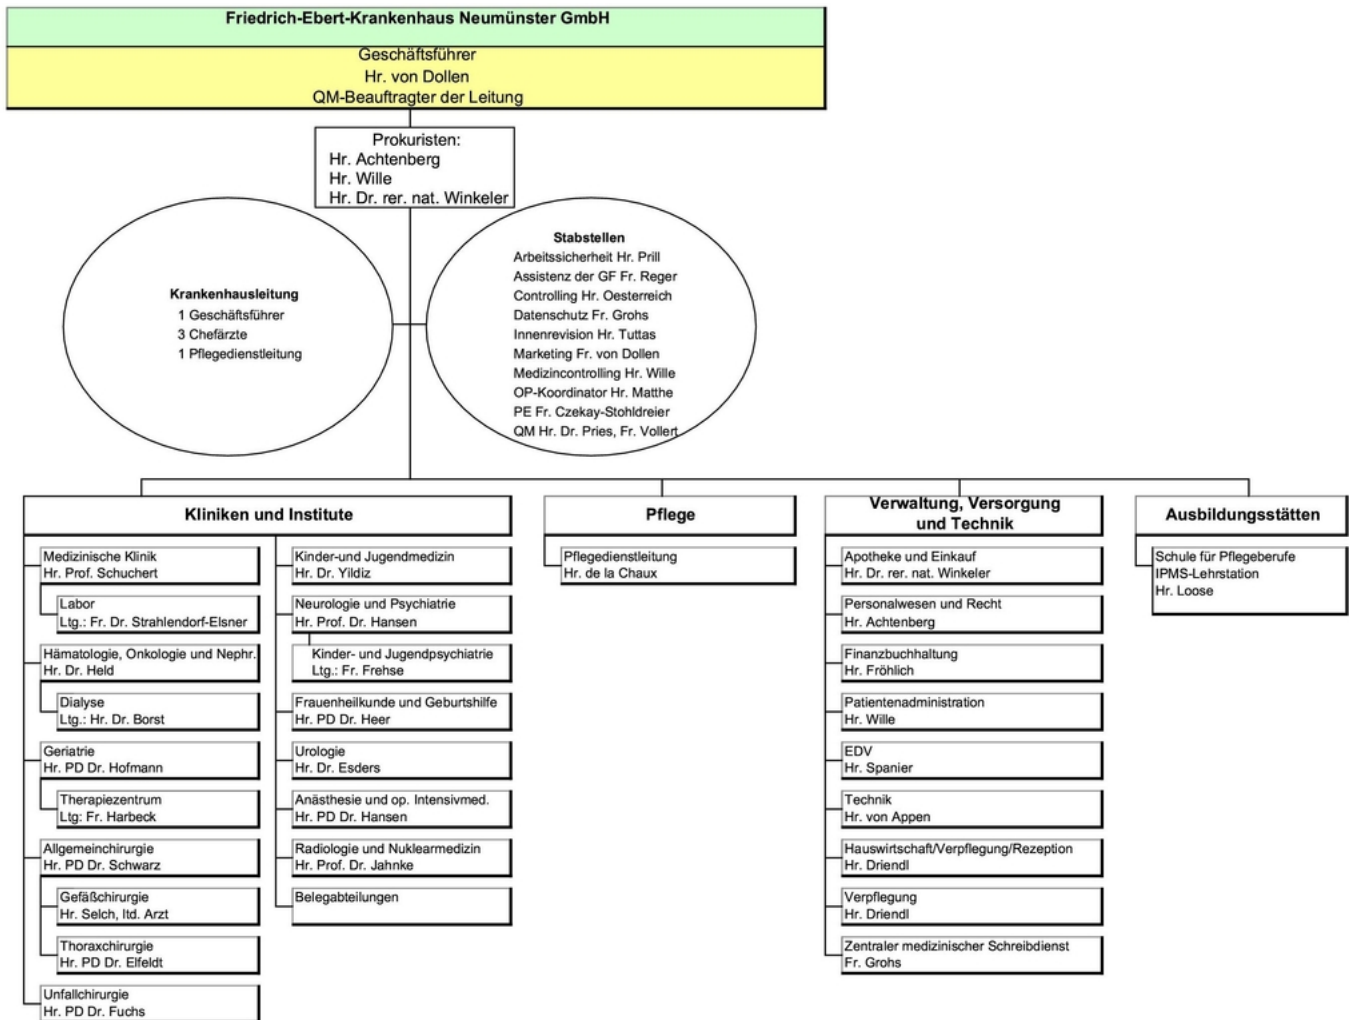 Friedrich-Ebert-Krankenhaus Neumünster GmbH
Geschäftsführer
Hr. von Dollen
QM-Beauftragter der Leitung
Prokuristen:
Hr. Achtenberg
Hr. Wille
Hr. Dr. rer. nat. Winkeler
Krankenhausleitung
1 Geschäftsführer
3 Chefärzte
1 Pflegedienstleitung
Stabstellen
Arbeitssicherheit Hr. Prill
Assistenz der GF Fr. Reger
Controlling Hr. Oesterreich
Datenschutz Fr. Grohs
Innenrevision Hr. Tuttas
Marketing Fr. von Dollen
Medizincontrolling Hr. Wille
OP-Koordinator Hr. Matthe
PE Fr. Czekay-Stohldreier
QM Hr. Dr. Pries, Fr. Vollert
Kliniken und Institute
Medizinische Klinik
Hr. Prof. Schuchert
Labor
Ltg.: Fr. Dr. Strahlendorf-Elsner
Hämatologie, Onkologie und Nephr.
Hr. Dr. Held
Dialyse
Ltg.: Hr. Dr. Borst
Geriatrie
Hr. PD Dr. Hofmann
Therapiezentrum
Ltg: Fr. Harbeck
Allgemeinchirurgie
Hr. PD Dr. Schwarz
Gefäßchirurgie
Hr. Selch, ltd. Arzt
Thoraxchirurgie
Hr. PD Dr. Elfeldt
Unfallchirurgie
Hr. PD Dr. Fuchs
Kinder-und Jugendmedizin
Hr. Dr. Yildiz
Neurologie und Psychiatrie
Hr. Prof. Dr. Hansen
Kinder- und Jugendpsychiatrie
Ltg.: Fr. Frehse
Frauenheilkunde und Geburtshilfe
Hr. PD Dr. Heer
Urologie
Hr. Dr. Esders
Anästhesie und op. Intensivmed.
Hr. PD Dr. Hansen
Radiologie und Nuklearmedizin
Hr. Prof. Dr. Jahnke
Belegabteilungen
Pflege
Pflegedienstleitung
Hr. de la Chaux
Verwaltung, Versorgung
und Technik
Apotheke und Einkauf
Hr. Dr. rer. nat. Winkeler
Personalwesen und Recht
Hr. Achtenberg
Finanzbuchhaltung
Hr. Fröhlich
Patientenadministration
Hr. Wille
EDV
Hr. Spanier
Technik
Hr. von Appen
Hauswirtschaft/Verpflegung/Rezeption
Hr. Driendl
Verpflegung
Hr. Driendl
Zentraler medizinischer Schreibdienst
Fr. Grohs
Ausbildungsstätten
Schule für Pflegeberufe
IPMS-Lehrstation
Hr. Loose